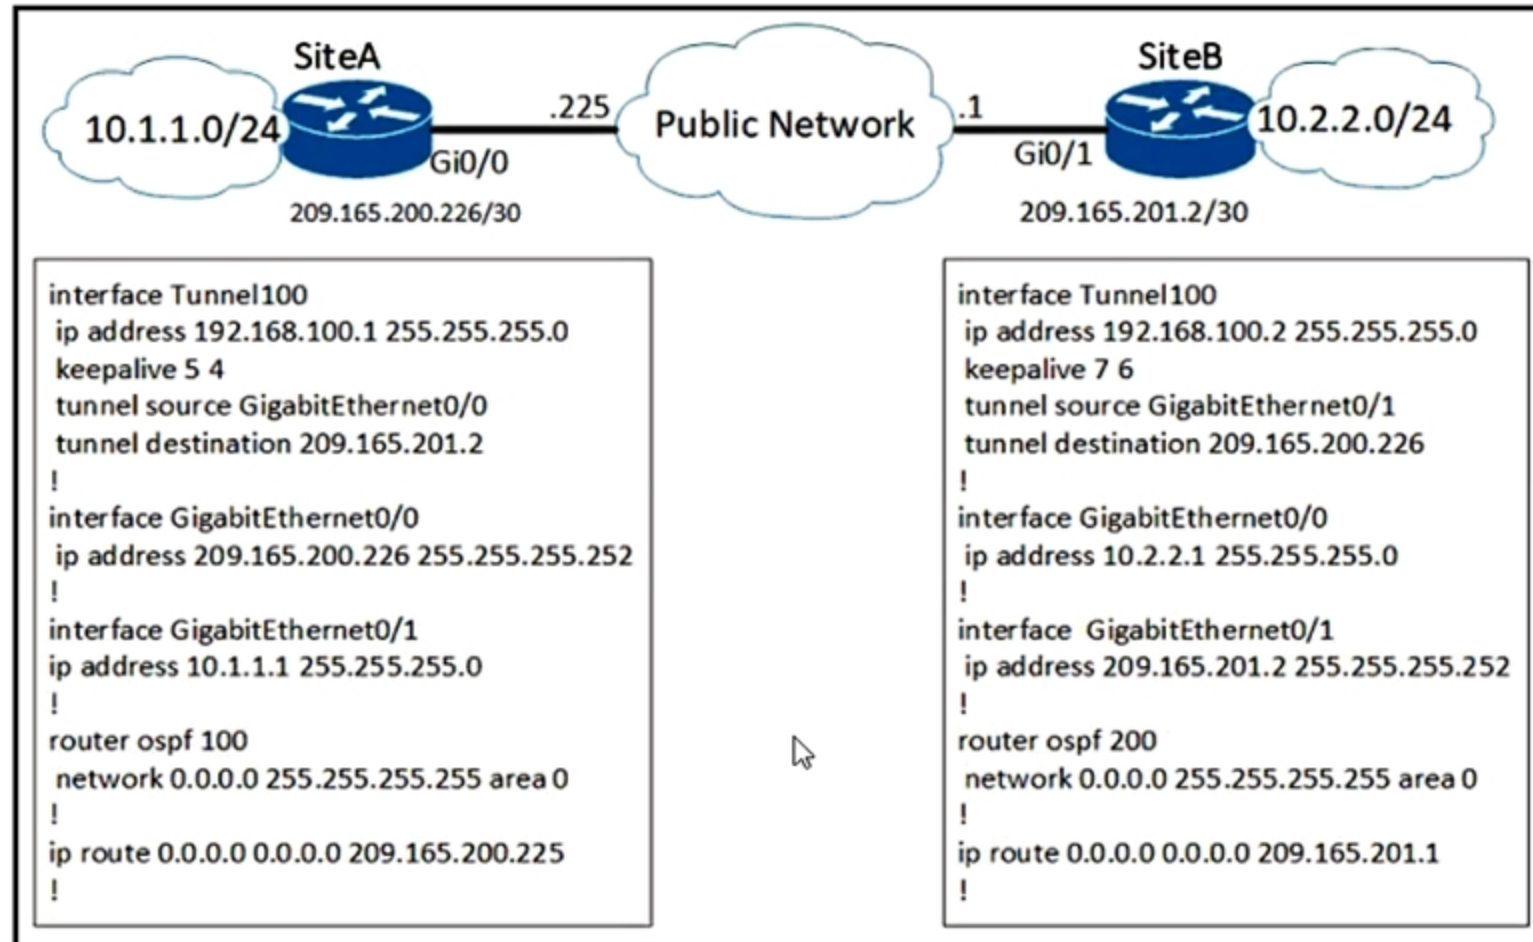 SiteA
SiteB
10.1.1.0/24
.225
Public Network
.1
10.2.2.0/24
Gi0/0
Gi0/1
209.165.200.226/30
209.165.201.2/30
interface Tunnel100
ip address 192.168.100.1 255.255.255.0
keepalive 5 4
tunnel source GigabitEthernet0/0
tunnel destination 209.165.201.2
!
interface GigabitEthernet0/0
ip address 209.165.200.226 255.255.255.252
!
interface GigabitEthernet0/1
ip address 10.1.1.1 255.255.255.0
!
router ospf 100
network 0.0.0.0 255.255.255.255 area 0
!
ip route 0.0.0.0 0.0.0.0 209.165.200.225
!
interface Tunnel100
ip address 192.168.100.2 255.255.255.0
keepalive 7 6
tunnel source GigabitEthernet0/1
tunnel destination 209.165.200.226
!
interface GigabitEthernet0/0
ip address 10.2.2.1 255.255.255.0
!
interface GigabitEthernet0/1
ip address 209.165.201.2 255.255.255.252
!
router ospf 200
network 0.0.0.0 255.255.255.255 area 0
!
ip route 0.0.0.0 0.0.0.0 209.165.201.1
!